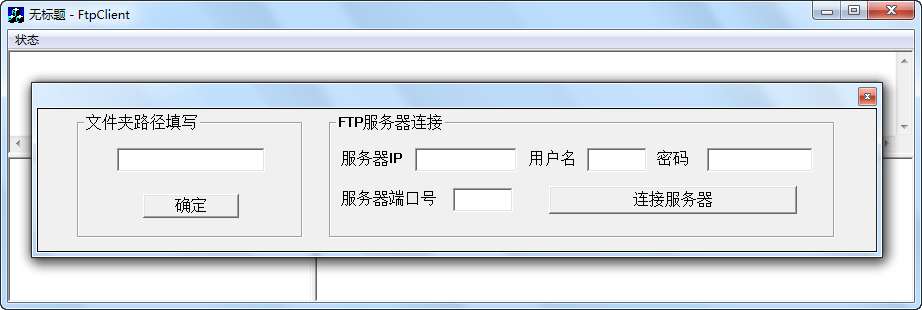 无标题 - FtpClient
状态
文件夹路径填写
确定
FTP服务器连接
服务器IP 用户名 密码
服务器端口号 连接服务器